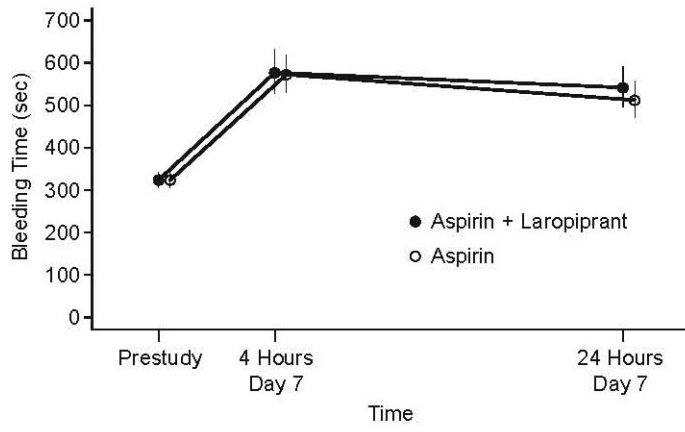 700
600
500
400
300
200
100
0
Bleeding Time (sec)
Aspirin + Laropiprant
Aspirin
Prestudy
4 Hours
Day 7
24 Hours
Day 7
Time